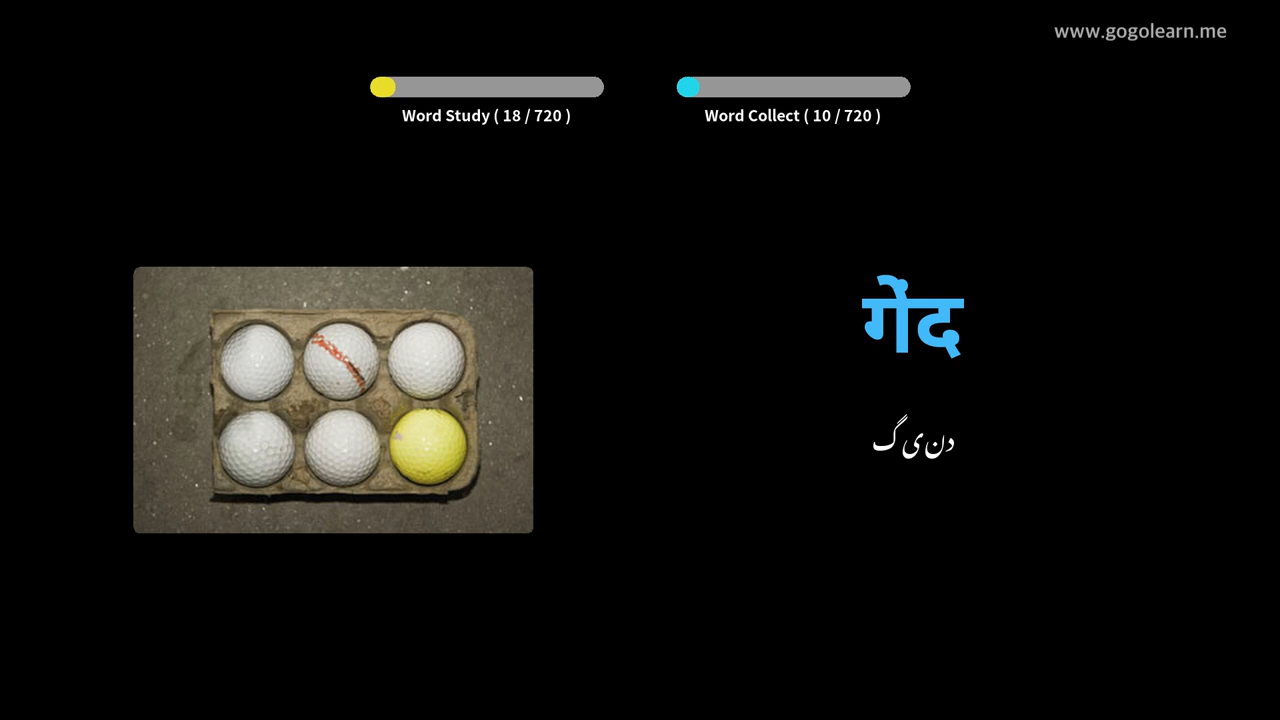 www.gogolearn.me
Word Study ( 18 / 720 )
Word Collect ( 10 / 720 )
गेंद
د ن ی گ